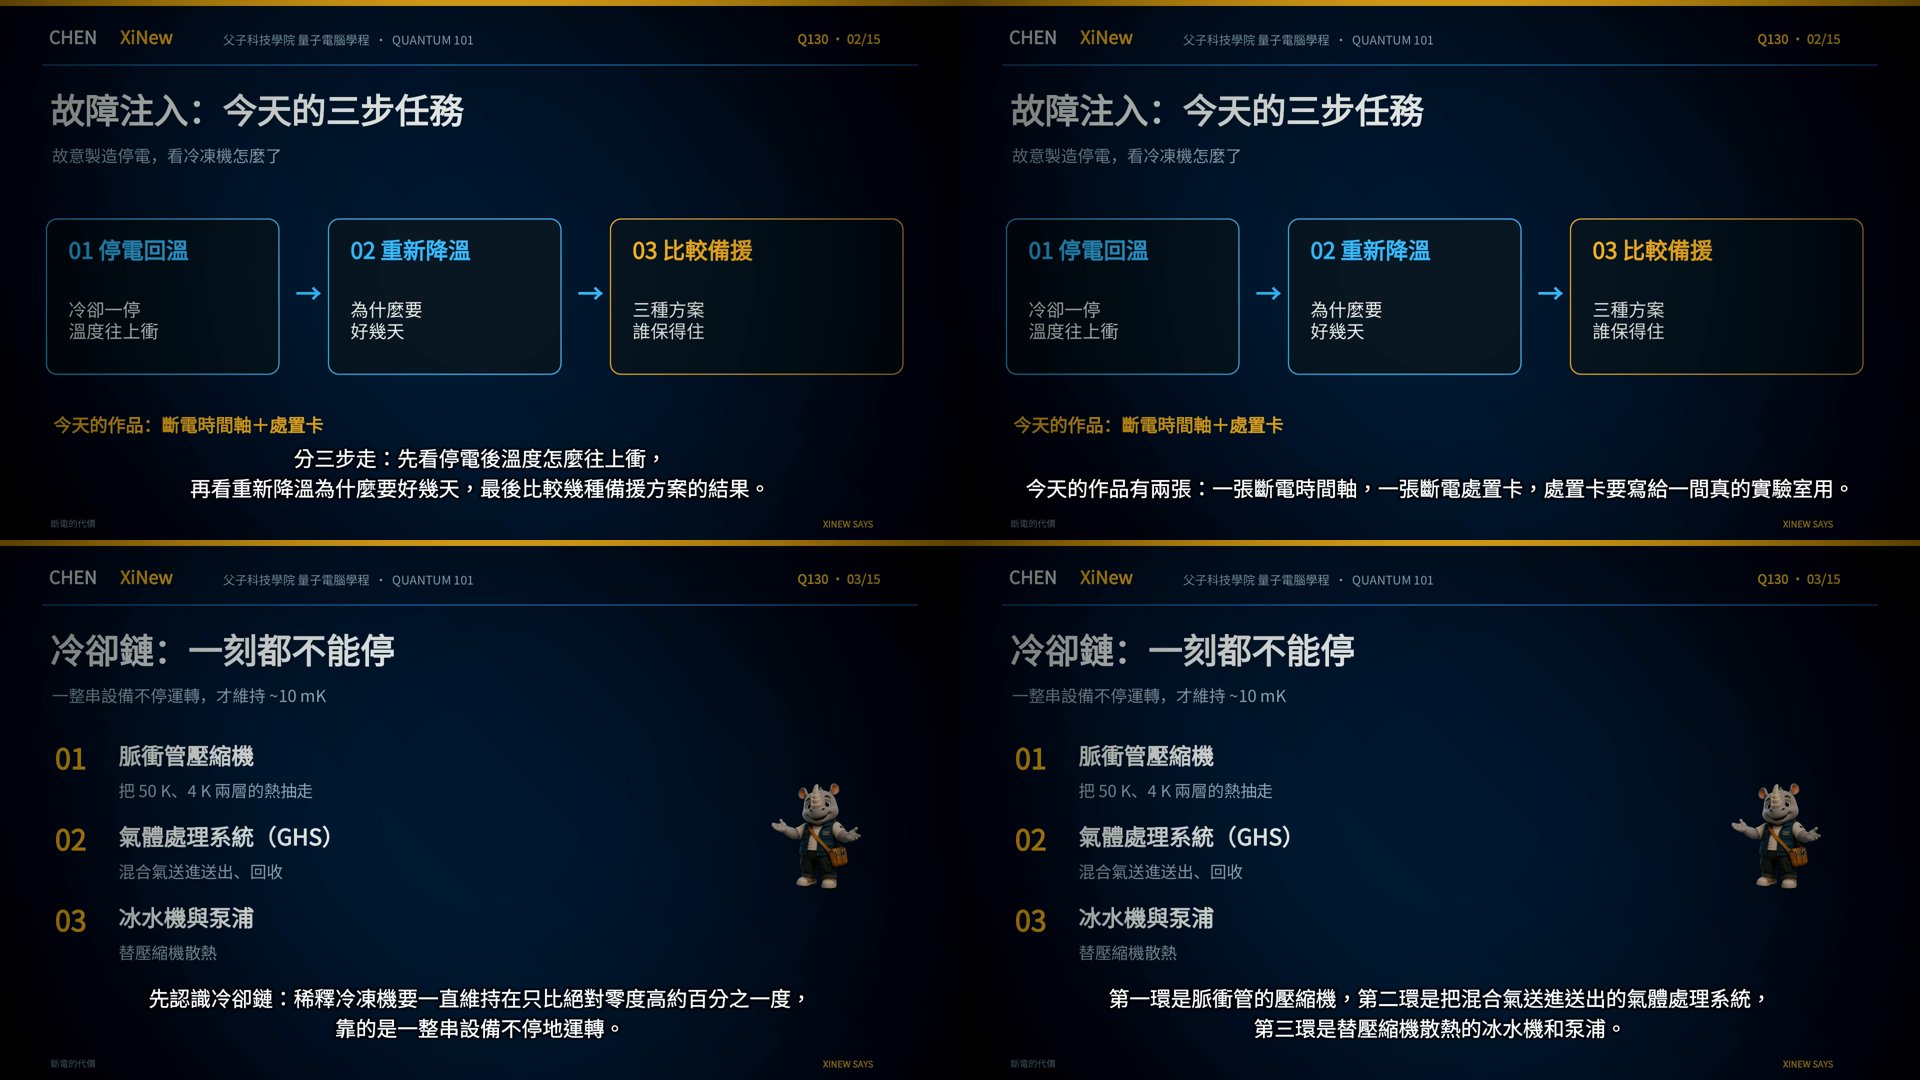 CHEN XiNew 父子科技學院 量子電腦學程 · QUANTUM 101 Q130 · 02/15
故障注入：今天的三步任務
故意製造停電，看冷凍機怎麼了
01 停電回溫
冷卻一停
溫度往上衝
→
02 重新降溫
為什麼要
好幾天
→
03 比較備援
三種方案
誰保得住
今天的作品：斷電時間軸＋處置卡
分三步走：先看停電後溫度怎麼往上衝，
再看重新降溫為什麼要好幾天，最後比較幾種備援方案的結果。
斷電的代價 XINEW SAYS
CHEN XiNew 父子科技學院 量子電腦學程 · QUANTUM 101 Q130 · 02/15
故障注入：今天的三步任務
故意製造停電，看冷凍機怎麼了
01 停電回溫
冷卻一停
溫度往上衝
→
02 重新降溫
為什麼要
好幾天
→
03 比較備援
三種方案
誰保得住
今天的作品：斷電時間軸＋處置卡
今天的作品有兩張：一張斷電時間軸，一張斷電處置卡，處置卡要寫給一間真的實驗室用。
斷電的代價 XINEW SAYS
CHEN XiNew 父子科技學院 量子電腦學程 · QUANTUM 101 Q130 · 03/15
冷卻鏈：一刻都不能停
一整串設備不停運轉，才維持 ~10 mK
01 脈衝管壓縮機
把 50 K、4 K 兩層的熱抽走
02 氣體處理系統（GHS）
混合氣送進送出、回收
03 冰水機與泵浦
替壓縮機散熱
先認識冷卻鏈：稀釋冷凍機要一直維持在只比絕對零度高約百分之一度，
靠的是一整串設備不停地運轉。
斷電的代價 XINEW SAYS
CHEN XiNew 父子科技學院 量子電腦學程 · QUANTUM 101 Q130 · 03/15
冷卻鏈：一刻都不能停
一整串設備不停運轉，才維持 ~10 mK
01 脈衝管壓縮機
把 50 K、4 K 兩層的熱抽走
02 氣體處理系統（GHS）
混合氣送進送出、回收
03 冰水機與泵浦
替壓縮機散熱
第一環是脈衝管的壓縮機，第二環是把混合氣送進送出的氣體處理系統，
第三環是替壓縮機散熱的冰水機和泵浦。
斷電的代價 XINEW SAYS